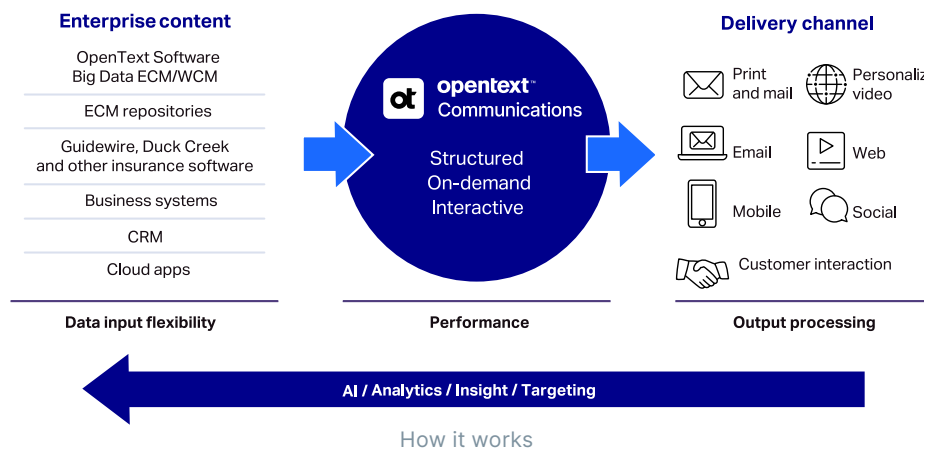 Enterprise content
OpenText Software
Big Data ECM/WCM
ECM repositories
Guidewire, Duck Creek
and other insurance software
Business systems
CRM
Cloud apps
Data input flexibility
ot
opentext™
Communications
Structured
On-demand
Interactive
Performance
Delivery channel
Print
and mail
Personaliz
video
Email
Web
Mobile
Social
Customer interaction
Output processing
AI / Analytics / Insight / Targeting
How it works